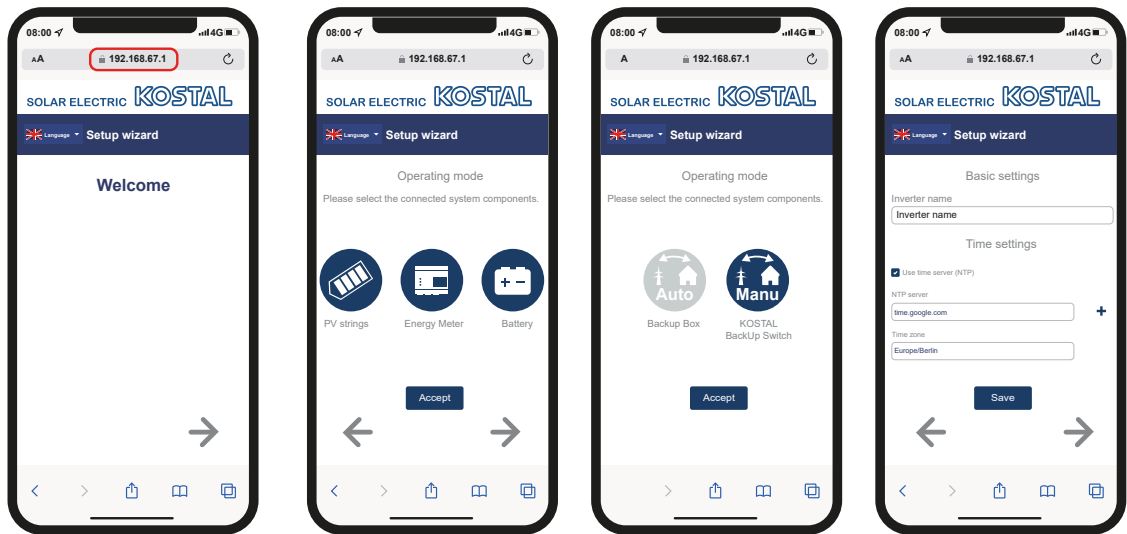 08:00
4G
AA
192.168.67.1
SOLAR ELECTRIC KOSTAL
Language
Setup wizard
Welcome
08:00
4G
AA
192.168.67.1
SOLAR ELECTRIC KOSTAL
Language
Setup wizard
Operating mode
Please select the connected system components.
PV strings
Energy Meter
Battery
Accept
08:00
4G
A
192.168.67.1
SOLAR ELECTRIC KOSTAL
Language
Setup wizard
Operating mode
Please select the connected system components.
Auto
Manu
Backup Box
KOSTAL
BackUp Switch
Accept
08:00
4G
AA
192.168.67.1
SOLAR ELECTRIC KOSTAL
Language
Setup wizard
Basic settings
Inverter name
Inverter name
Time settings
Use time server (NTP)
NTP server
time.google.com
Time zone
Europe/Berlin
Save